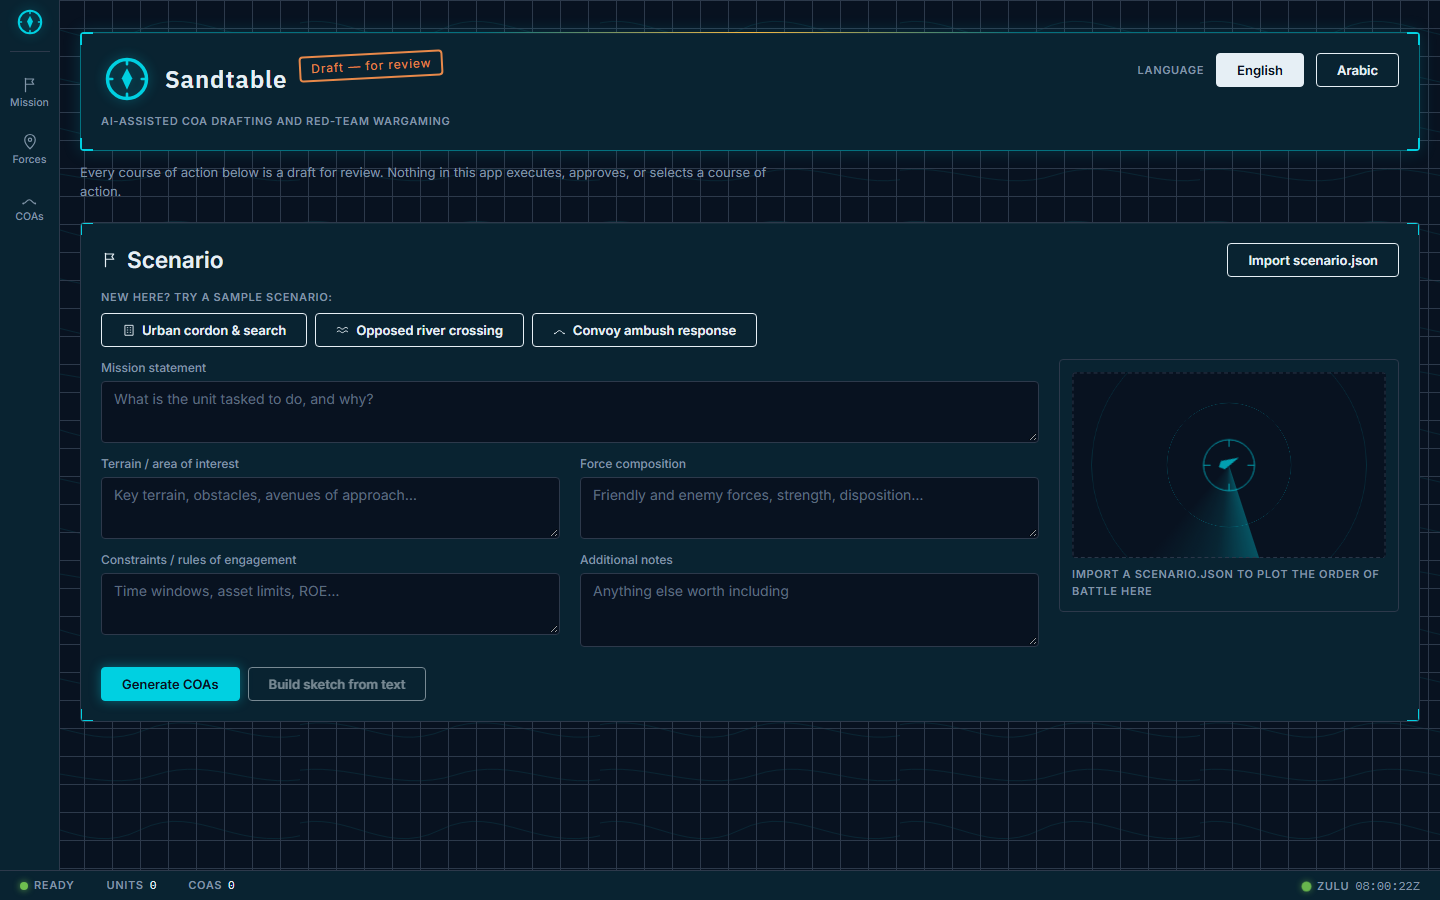 Mission
Forces
COAs
Sandtable
Draft — for review
AI-ASSISTED COA DRAFTING AND RED-TEAM WARGAMING
LANGUAGE
English
Arabic
Every course of action below is a draft for review. Nothing in this app executes, approves, or selects a course of
action.
Scenario
Import scenario.json
NEW HERE? TRY A SAMPLE SCENARIO:
Urban cordon & search
Opposed river crossing
Convoy ambush response
Mission statement
What is the unit tasked to do, and why?
Terrain / area of interest
Key terrain, obstacles, avenues of approach...
Force composition
Friendly and enemy forces, strength, disposition...
Constraints / rules of engagement
Time windows, asset limits, ROE...
Additional notes
Anything else worth including
IMPORT A SCENARIO.JSON TO PLOT THE ORDER OF
BATTLE HERE
Generate COAs
Build sketch from text
READY
UNITS 0
COAS 0
ZULU 08:00:22Z